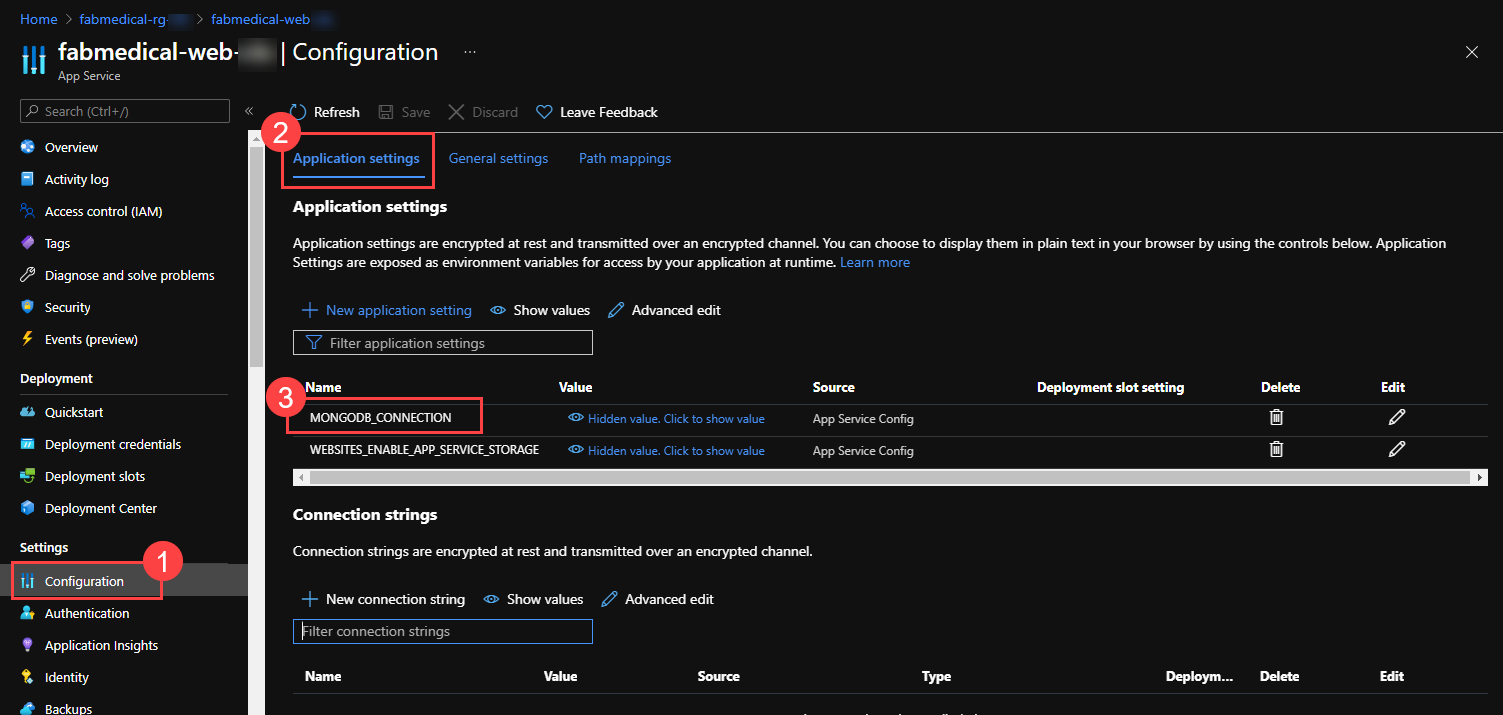 Home > fabmedical-rg- > fabmedical-web
fabmedical-web- | Configuration ...
App Service
Search (Ctrl+/)
«
Refresh Save Discard Leave Feedback
Overview
Activity log
Access control (IAM)
Tags
Diagnose and solve problems
Security
Events (preview)
Deployment
Quickstart
Deployment credentials
Deployment slots
Deployment Center
Settings
1
Configuration
Authentication
Application Insights
Identity
Backups
2
Application settings General settings Path mappings
Application settings
Application settings are encrypted at rest and transmitted over an encrypted channel. You can choose to display them in plain text in your browser by using the controls below. Application
Settings are exposed as environment variables for access by your application at runtime. Learn more
New application setting Show values Advanced edit
Filter application settings
3
Name Value Source Deployment slot setting Delete Edit
MONGODB_CONNECTION Hidden value. Click to show value App Service Config
WEBSITES_ENABLE_APP_SERVICE_STORAGE Hidden value. Click to show value App Service Config
Connection strings
Connection strings are encrypted at rest and transmitted over an encrypted channel.
New connection string Show values Advanced edit
Filter connection strings
Name Value Source Type Deploym... Delete Edit